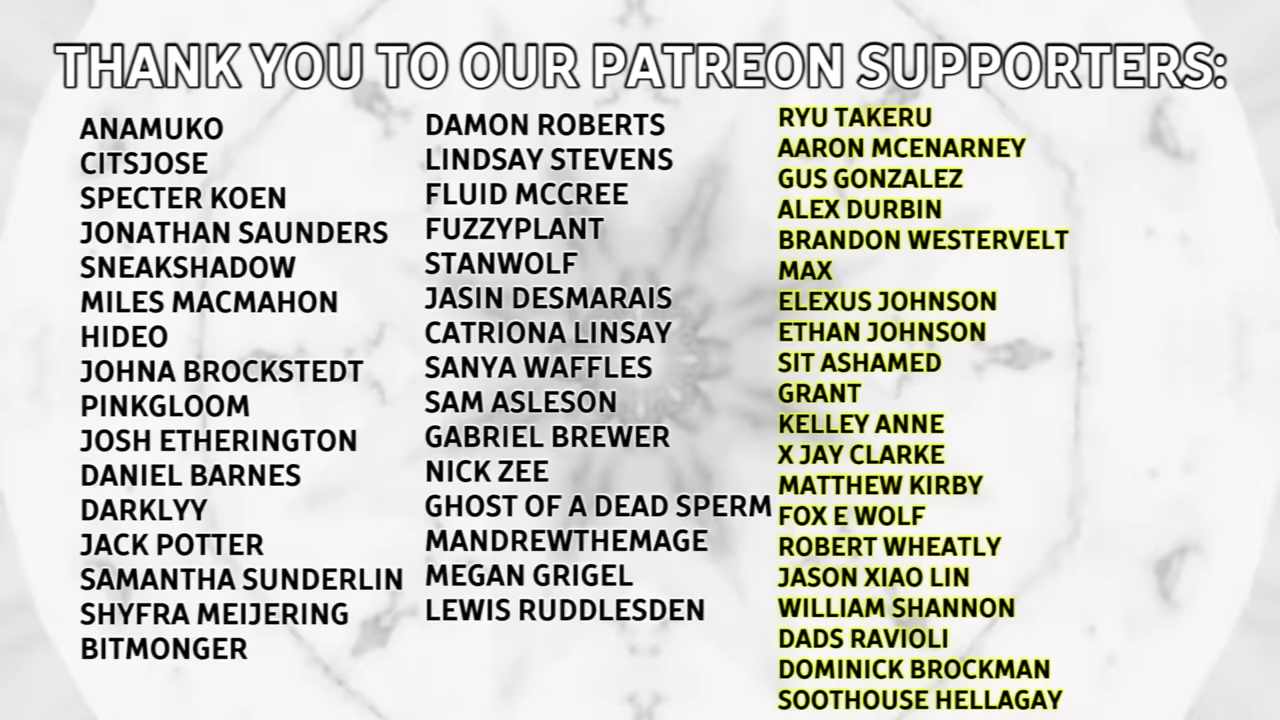 THANK YOU TO OUR PATREON SUPPORTERS:
ANAMUKO
CITSJOSE
SPECTER KOEN
JONATHAN SAUNDERS
SNEAKSHADOW
MILES MACMAHON
HIDEO
JOHNA BROCKSTEDT
PINKGLOOM
JOSH ETHERINGTON
DANIEL BARNES
DARKLYY
JACK POTTER
SAMANTHA SUNDERLIN
SHYFRA MEIJERING
BITMONGER
DAMON ROBERTS
LINDSAY STEVENS
FLUID MCCREE
FUZZYPLANT
STANWOLF
JASIN DESMARAIS
CATRIONA LINSAY
SANYA WAFFLES
SAM ASLESON
GABRIEL BREWER
NICK ZEE
GHOST OF A DEAD SPERM
MANDREWTHEMAGE
MEGAN GRIGEL
LEWIS RUDDLESDEN
RYU TAKERU
AARON MCENARNEY
GUS GONZALEZ
ALEX DURBIN
BRANDON WESTERVELT
MAX
ELEXUS JOHNSON
ETHAN JOHNSON
SIT ASHAMED
GRANT
KELLEY ANNE
X JAY CLARKE
MATTHEW KIRBY
FOX E WOLF
ROBERT WHEATLY
JASON XIAO LIN
WILLIAM SHANNON
DADS RAVIOLI
DOMINICK BROCKMAN
SOOTHOUSE HELLAGAY